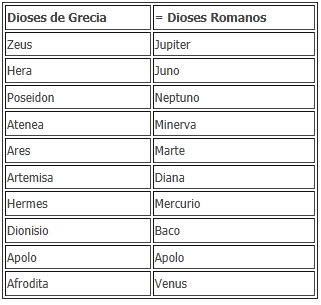 Dioses de Grecia = Dioses Romanos
Zeus Jupiter
Hera Juno
Poseidon Neptuno
Atenea Minerva
Ares Marte
Artemisa Diana
Hermes Mercurio
Dionisio Baco
Apolo Apolo
Afrodita Venus